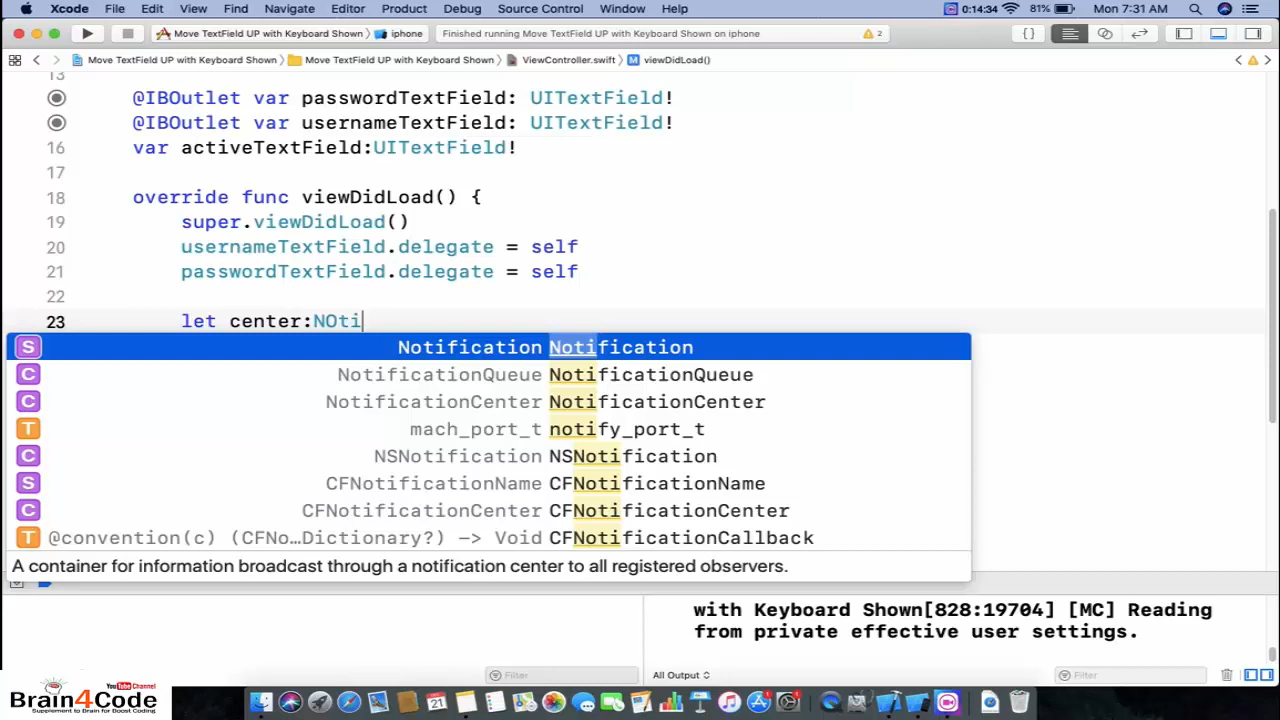 Xcode File Edit View Find Navigate Editor Product Debug Source Control Window Help 0:14:34 81% Mon 7:31 AM
Move TextField UP with Keyboard Shown iphone Finished running Move TextField UP with Keyboard Shown on iphone 2 { }
Move TextField UP with Keyboard Shown Move TextField UP with Keyboard Shown ViewController.swift M viewDidLoad()
13
@IBOutlet var passwordTextField: UITextField!
@IBOutlet var usernameTextField: UITextField!
16 var activeTextField:UITextField!
17
18 override func viewDidLoad() {
19 super.viewDidLoad()
20 usernameTextField.delegate = self
21 passwordTextField.delegate = self
22
23 let center:NOti
S Notification Notification
C NotificationQueue NotificationQueue
C NotificationCenter NotificationCenter
T mach_port_t notify_port_t
C NSNotification NSNotification
S CFNotificationName CFNotificationName
C CFNotificationCenter CFNotificationCenter
T @convention(c) (CFNo…Dictionary?) -> Void CFNotificationCallback
A container for information broadcast through a notification center to all registered observers.
with Keyboard Shown[828:19704] [MC] Reading
from private effective user settings.
Filter All Output Filter
YouTube Channel
Brain4Code
Supplement to Brain for Boost Coding
21